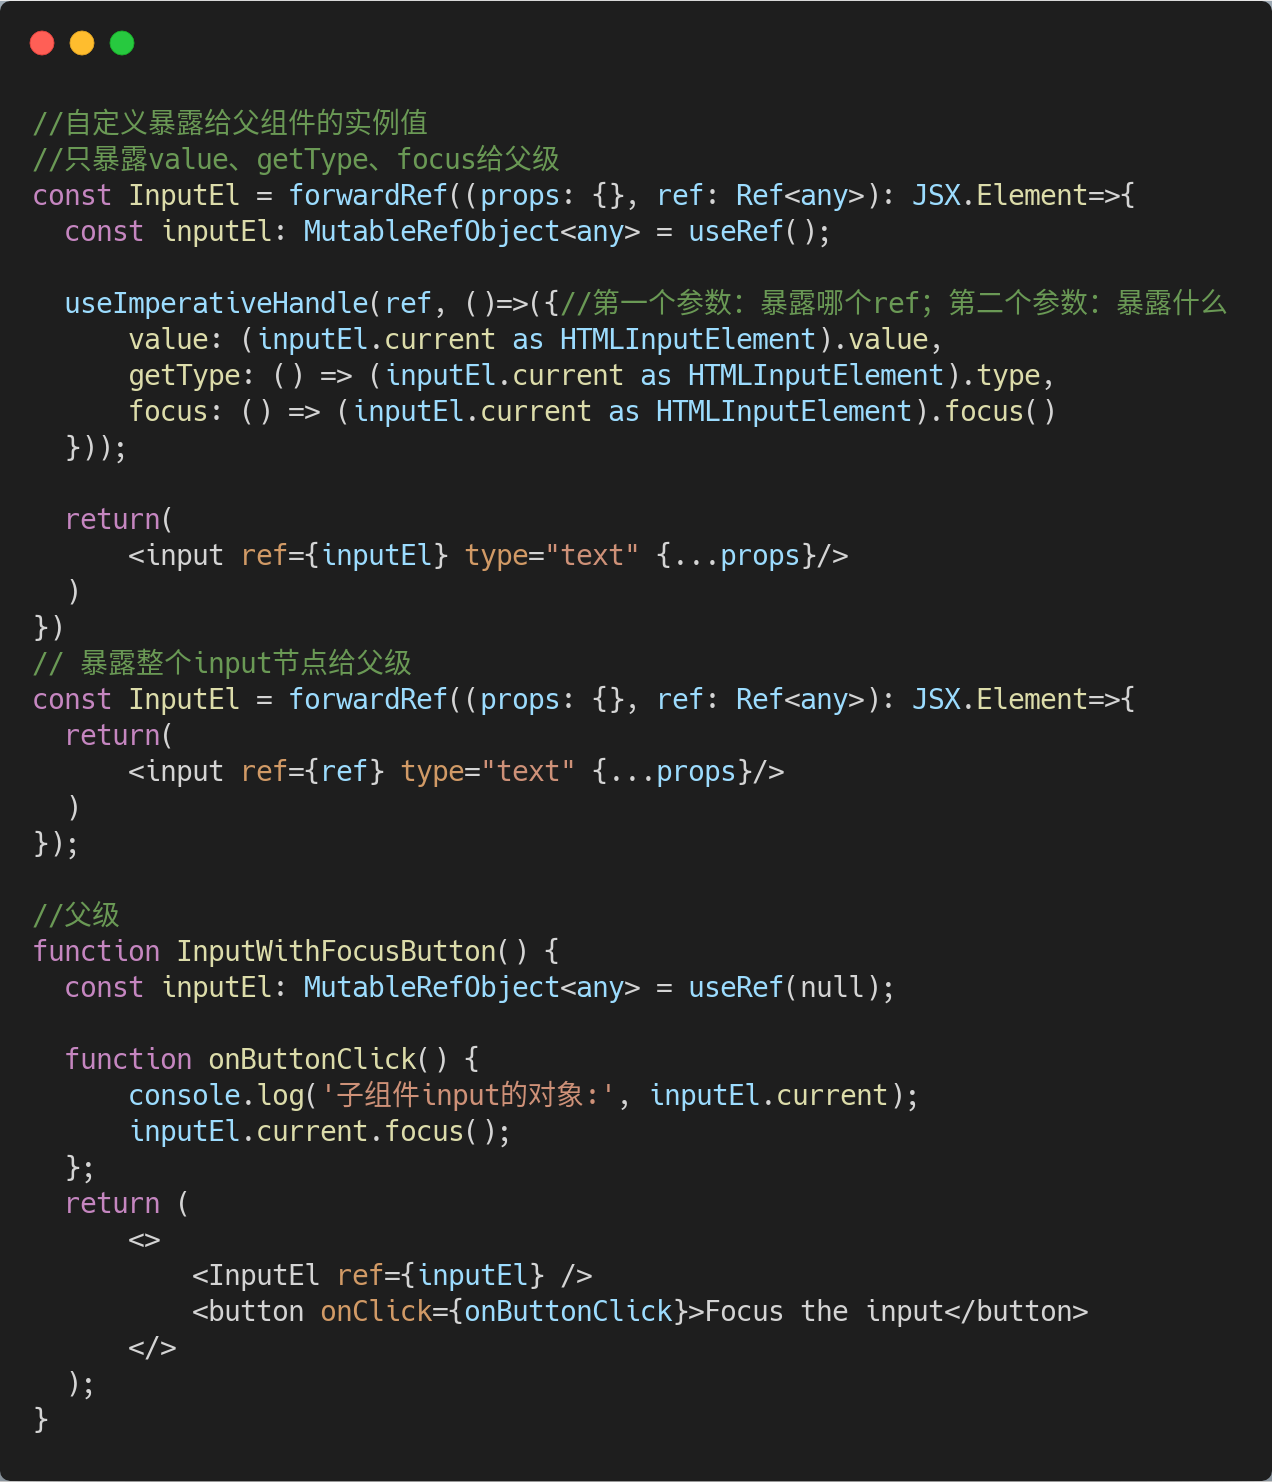 //自定义暴露给父组件的实例值
//只暴露value、getType、focus给父级
const InputEl = forwardRef((props: {}, ref: Ref<any>): JSX.Element=>{
  const inputEl: MutableRefObject<any> = useRef();
  useImperativeHandle(ref, ()=>({//第一个参数：暴露哪个ref；第二个参数：暴露什么
      value: (inputEl.current as HTMLInputElement).value,
      getType: () => (inputEl.current as HTMLInputElement).type,
      focus: () => (inputEl.current as HTMLInputElement).focus()
  }));
  return(
      <input ref={inputEl} type="text" {...props}/>
  )
})
// 暴露整个input节点给父级
const InputEl = forwardRef((props: {}, ref: Ref<any>): JSX.Element=>{
  return(
      <input ref={ref} type="text" {...props}/>
  )
});
//父级
function InputWithFocusButton() {
  const inputEl: MutableRefObject<any> = useRef(null);
  function onButtonClick() {
      console.log('子组件input的对象:', inputEl.current);
      inputEl.current.focus();
  };
  return (
      <>
          <InputEl ref={inputEl} />
          <button onClick={onButtonClick}>Focus the input</button>
      </>
  );
}